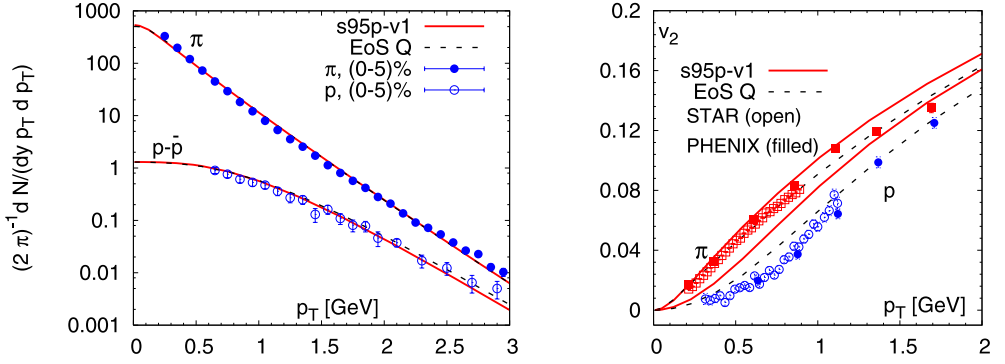 1000
100
10
1
0.1
0.01
0.001
(2 π)⁻¹ d N/(dy p_T d p_T)
π
p-p̄
s95p-v1
EoS Q
π, (0-5)%
p, (0-5)%
p_T [GeV]
0 0.5 1 1.5 2 2.5 3
0.2
0.16
0.12
0.08
0.04
0
v₂
s95p-v1
EoS Q
STAR (open)
PHENIX (filled)
p
π
p_T [GeV]
0 0.5 1 1.5 2